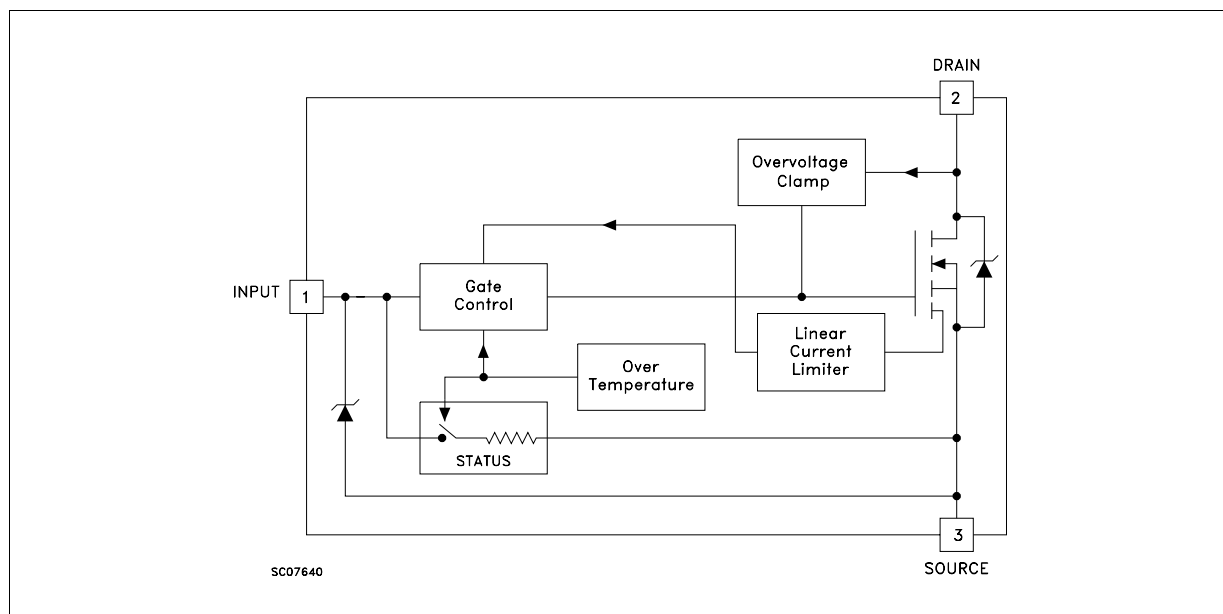 DRAIN
2
Overvoltage
Clamp
INPUT
1
Gate
Control
Linear
Current
Limiter
Over
Temperature
STATUS
3
SOURCE
SC07640